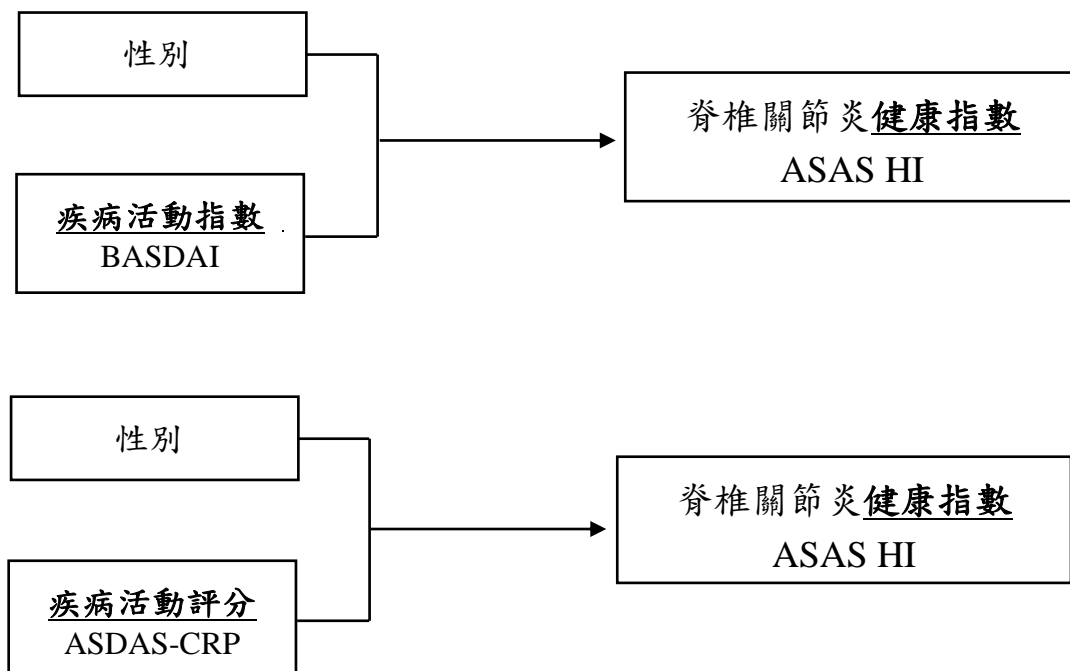 性別
脊椎關節炎健康指數
ASAS HI
疾病活動指數
BASDAI
性別
脊椎關節炎健康指數
ASAS HI
疾病活動評分
ASDAS-CRP